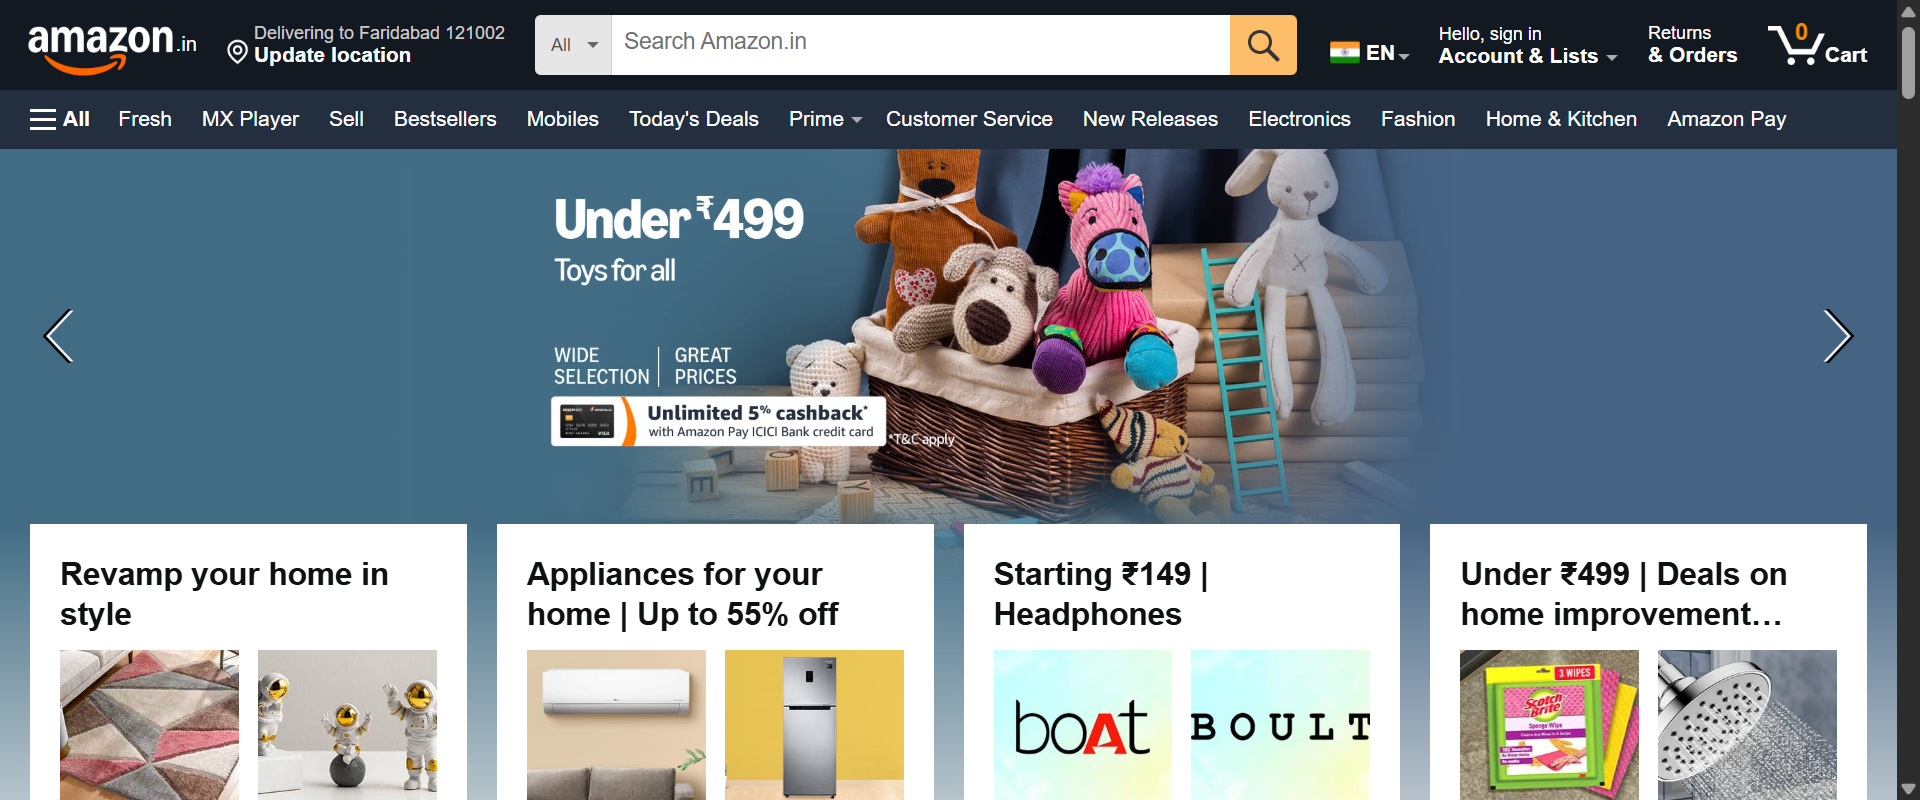 amazon.in
Delivering to Faridabad 121002
Update location
All
Search Amazon.in
EN
Hello, sign in
Account & Lists
Returns
& Orders
0
Cart
All Fresh MX Player Sell Bestsellers Mobiles Today's Deals Prime Customer Service New Releases Electronics Fashion Home & Kitchen Amazon Pay
Under ₹499
Toys for all
WIDE SELECTION | GREAT PRICES
Unlimited 5% cashback*
with Amazon Pay ICICI Bank credit card
*T&C apply
Revamp your home in
style
Appliances for your
home | Up to 55% off
Starting ₹149 |
Headphones
Under ₹499 | Deals on
home improvement…
boAt
BOULT
3 WIPES
Scotch-Brite
Sponge Wipe